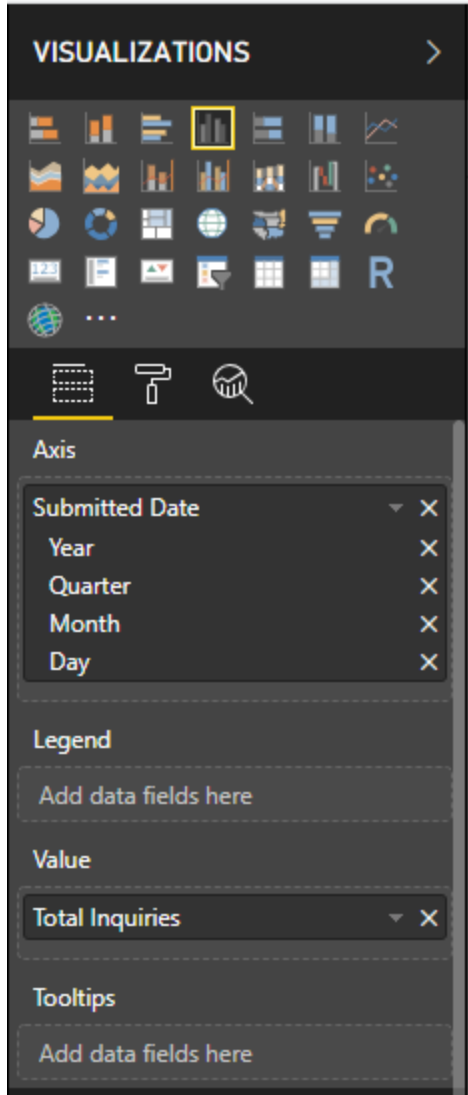 VISUALIZATIONS
123
R
Axis
Submitted Date
Year
Quarter
Month
Day
Legend
Add data fields here
Value
Total Inquiries
Tooltips
Add data fields here